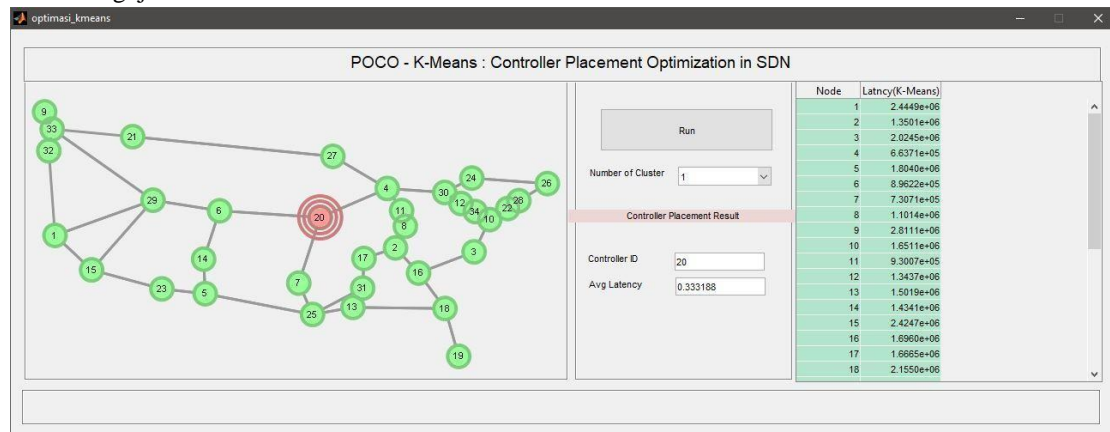 optimasi_kmeans
POCO - K-Means : Controller Placement Optimization in SDN
9
33
32
21
27
29
6
20
4
30
24
26
12
34
10
22
28
11
8
2
17
16
3
1
15
14
23
5
7
25
31
13
18
19
Run
Number of Cluster 1
Controller Placement Result
Controller ID 20
Avg Latency 0.333188
Node Latncy(K-Means)
1 2.4449e+06
2 1.3501e+06
3 2.0245e+06
4 6.6371e+05
5 1.8040e+06
6 8.9622e+05
7 7.3071e+05
8 1.1014e+06
9 2.8111e+06
10 1.6511e+06
11 9.3007e+05
12 1.3437e+06
13 1.5019e+06
14 1.4341e+06
15 2.4247e+06
16 1.6960e+06
17 1.6665e+06
18 2.1550e+06